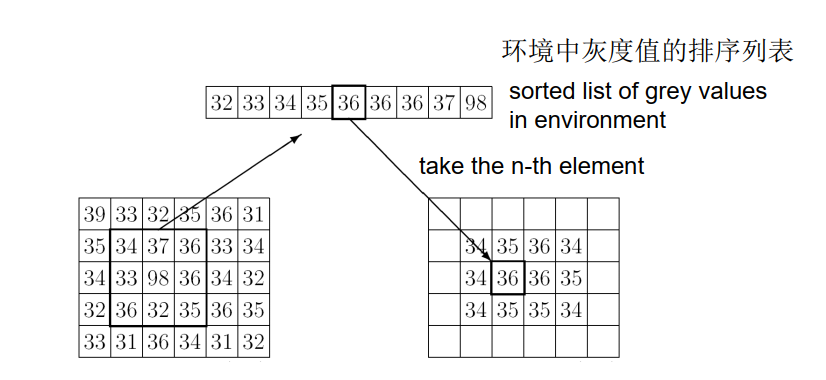 环境中灰度值的排序列表
32 33 34 35 36 36 36 37 98
sorted list of grey values
in environment
take the n-th element
39 33 32 35 36 31
35 34 37 36 33 34
34 33 98 36 34 32
32 36 32 35 36 35
33 31 36 34 31 32
34 35 36 34
34 36 36 35
34 35 35 34